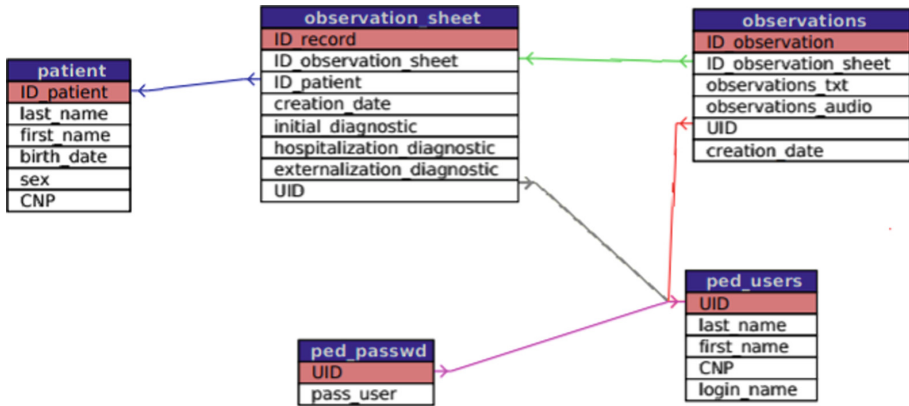 patient
ID_patient
last_name
first_name
birth_date
sex
CNP
observation_sheet
ID_record
ID_observation_sheet
ID_patient
creation_date
initial_diagnostic
hospitalization_diagnostic
externalization_diagnostic
UID
observations
ID_observation
ID_observation_sheet
observations_txt
observations_audio
UID
creation_date
ped_passwd
UID
pass_user
ped_users
UID
last_name
first_name
CNP
login_name